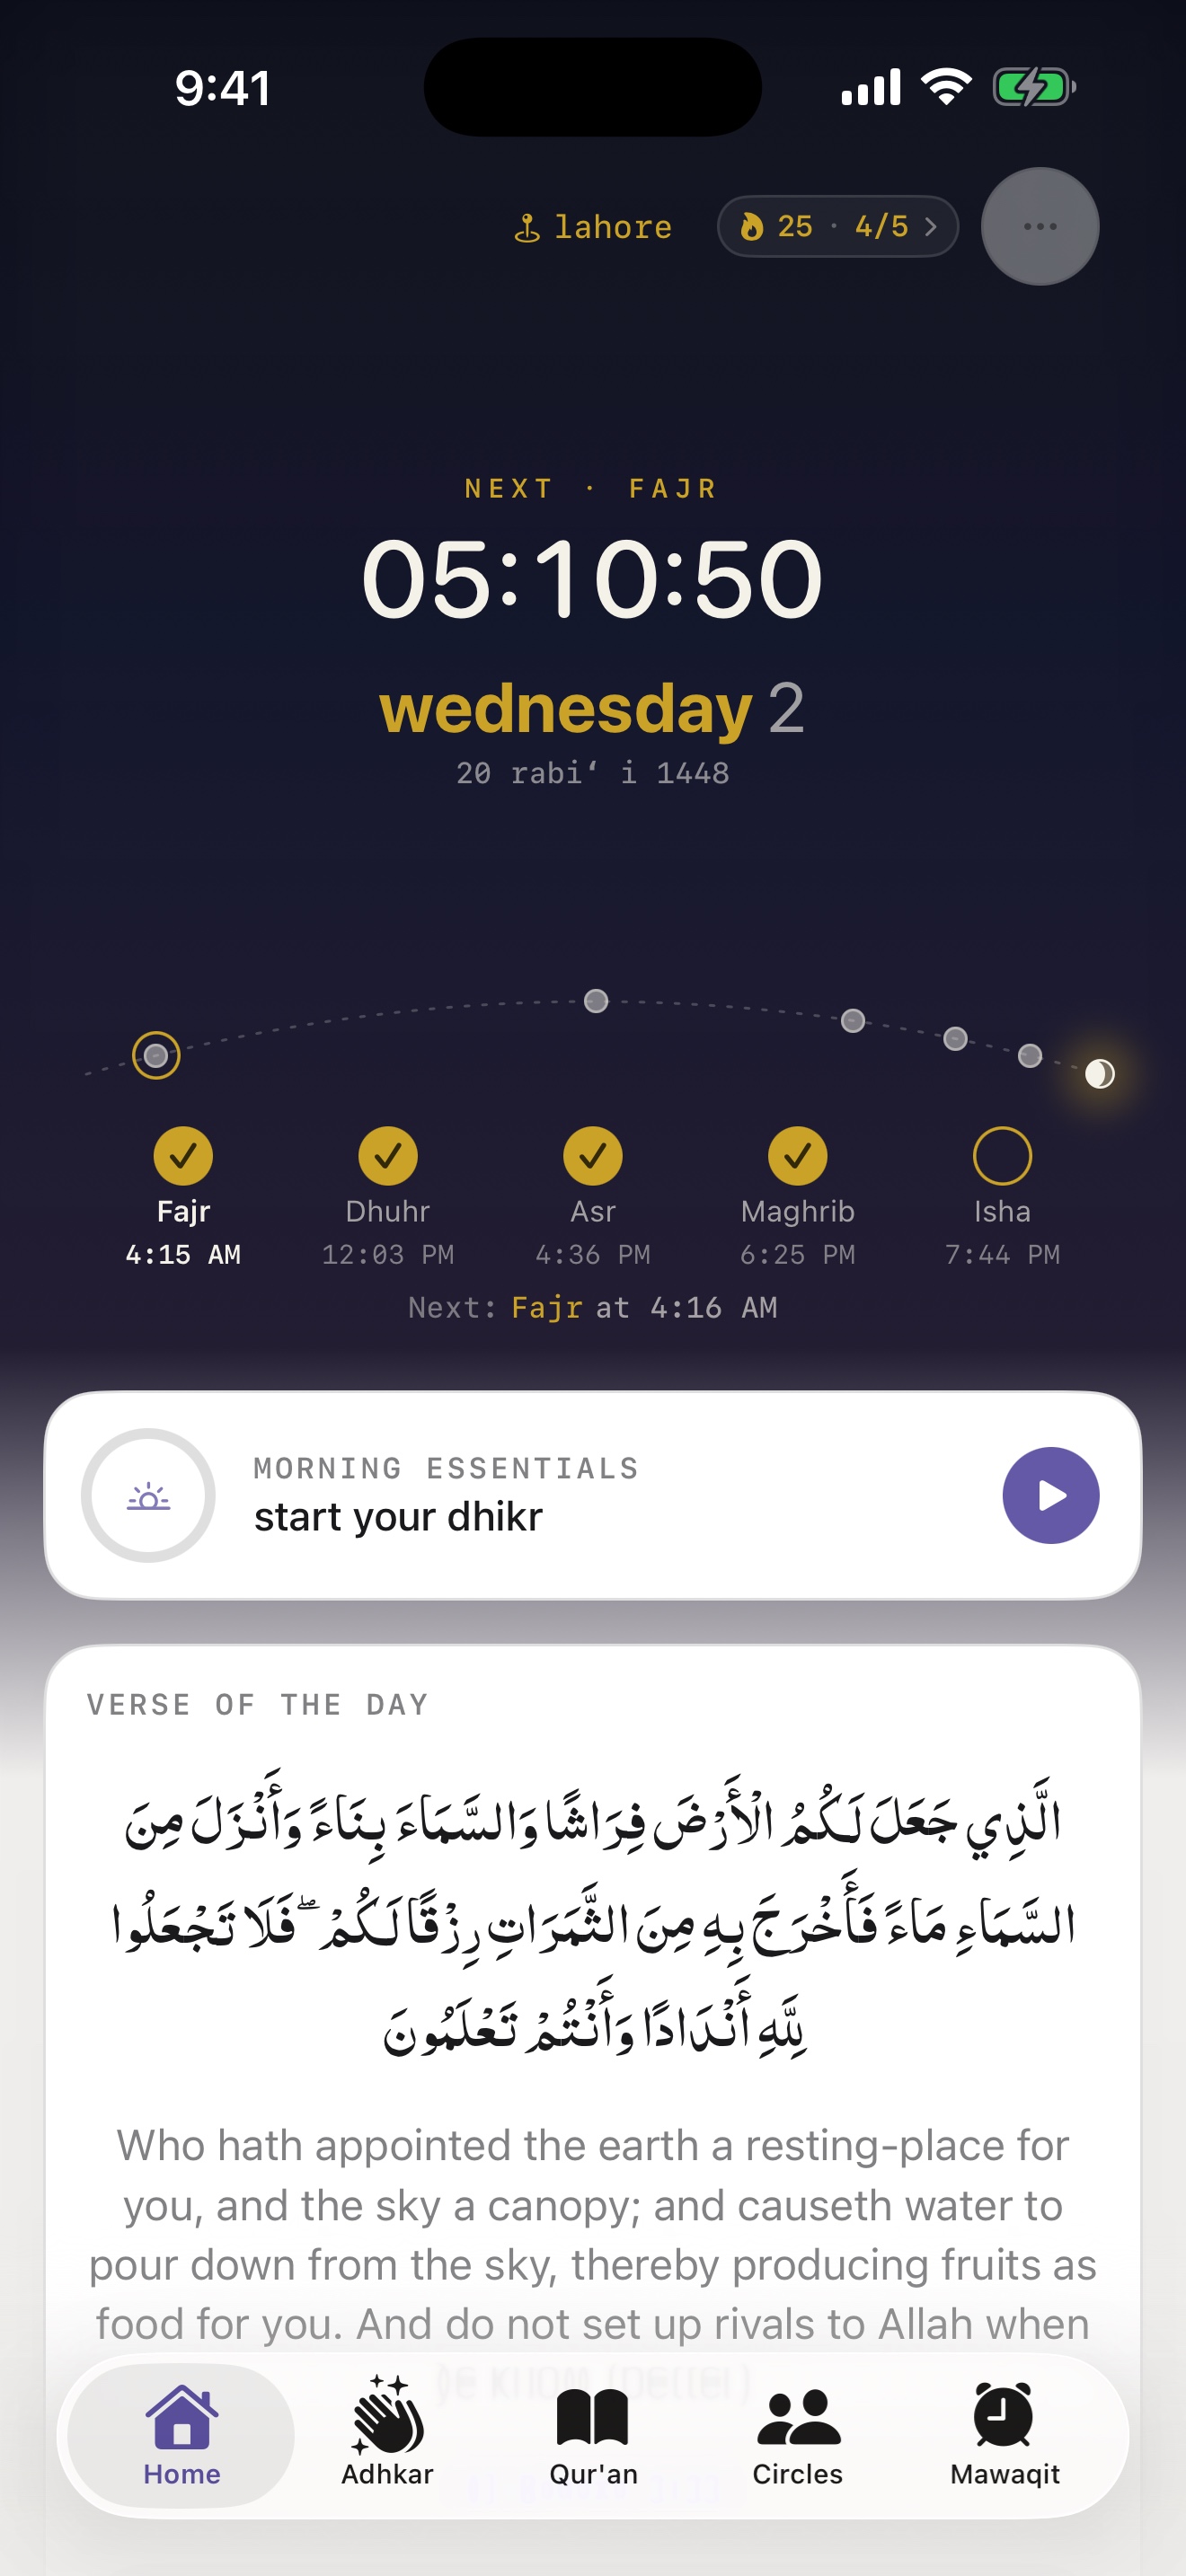 9:41
lahore
25 · 4/5
NEXT · FAJR
05:10:50
wednesday 2
20 rabiʻ i 1448
Fajr Dhuhr Asr Maghrib Isha
4:15 AM 12:03 PM 4:36 PM 6:25 PM 7:44 PM
Next: Fajr at 4:16 AM
MORNING ESSENTIALS
start your dhikr
VERSE OF THE DAY
الَّذِي جَعَلَ لَكُمُ الْأَرْضَ فِرَاشًا وَالسَّمَاءَ بِنَاءً وَأَنْزَلَ مِنَ
السَّمَاءِ مَاءً فَأَخْرَجَ بِهِ مِنَ الثَّمَرَاتِ رِزْقًا لَكُمْ ۖ فَلَا تَجْعَلُوا
لِلَّهِ أَنْدَادًا وَأَنْتُمْ تَعْلَمُونَ
Who hath appointed the earth a resting-place for
you, and the sky a canopy; and causeth water to
pour down from the sky, thereby producing fruits as
food for you. And do not set up rivals to Allah when
Home Adhkar Qur'an Circles Mawaqit